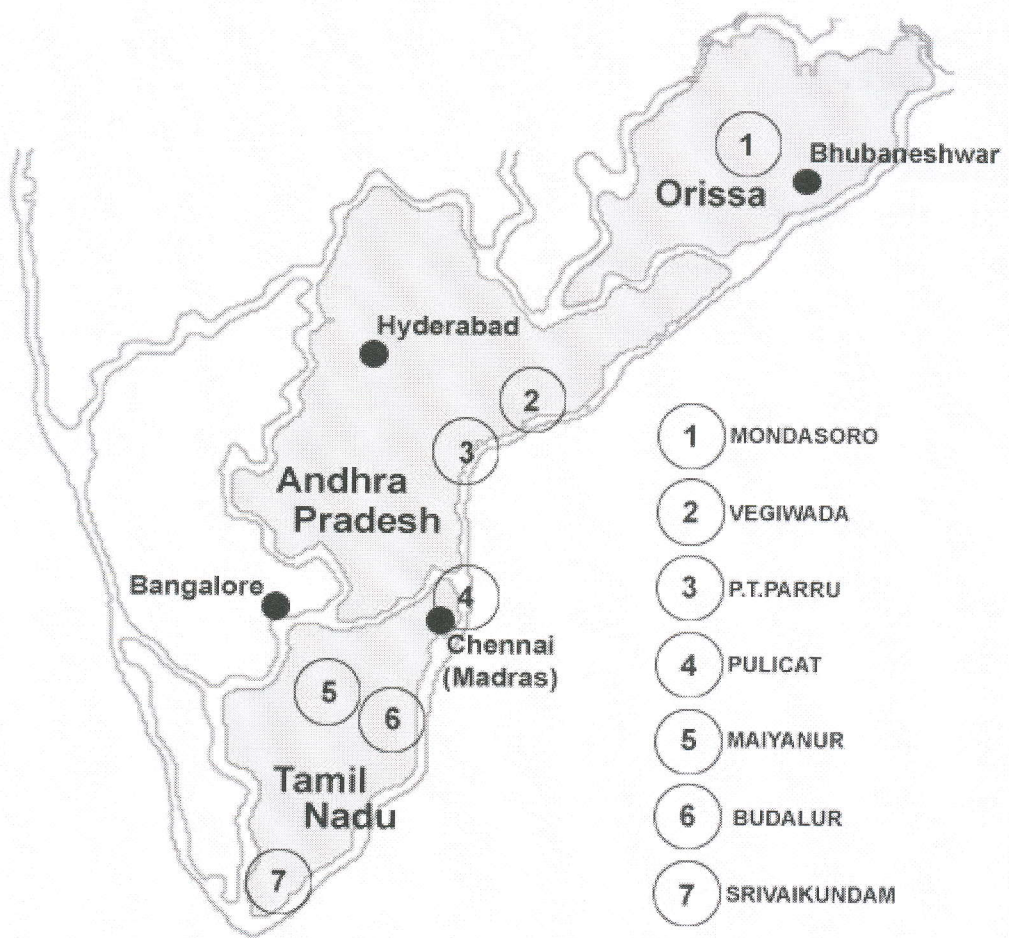 1
Bhubaneshwar
Orissa
Hyderabad
2
3
Andhra
Pradesh
Bangalore
4
Chennai
(Madras)
5
6
Tamil
Nadu
7
1 MONDASORO
2 VEGIWADA
3 P.T.PARRU
4 PULICAT
5 MAIYANUR
6 BUDALUR
7 SRIVAIKUNDAM